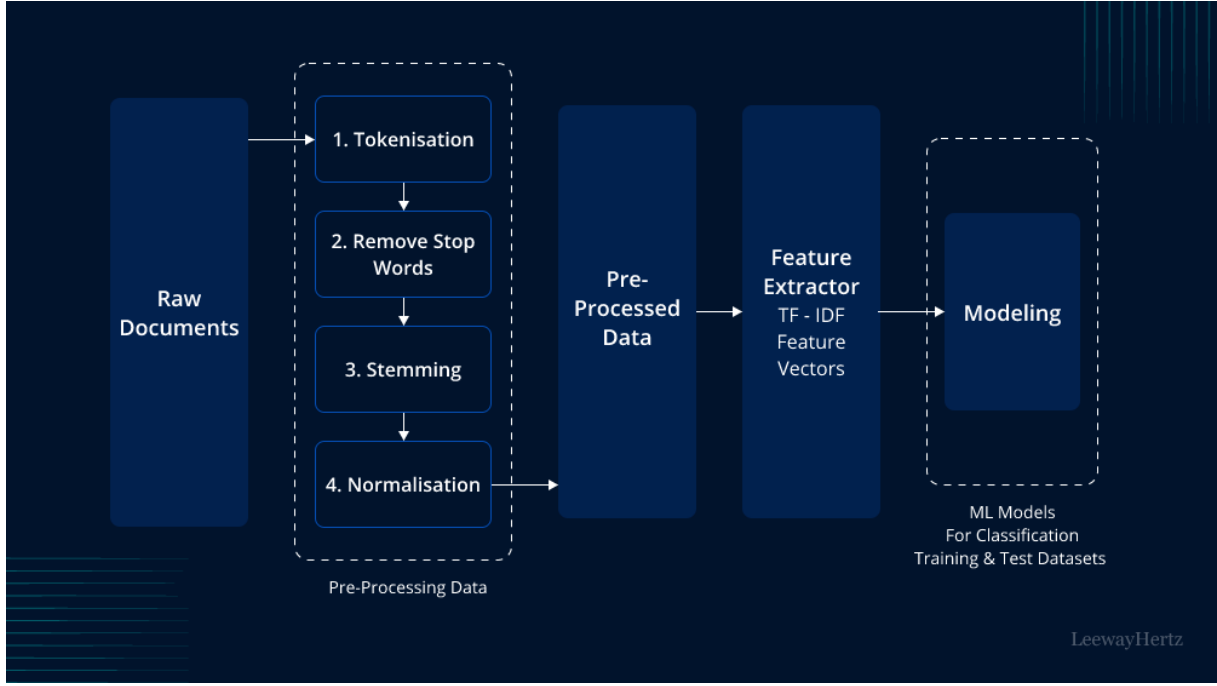 Raw
Documents
1. Tokenisation
2. Remove Stop
Words
3. Stemming
4. Normalisation
Pre-Processing Data
Pre-
Processed
Data
Feature
Extractor
TF - IDF
Feature
Vectors
Modeling
ML Models
For Classification
Training & Test Datasets
LeewayHertz